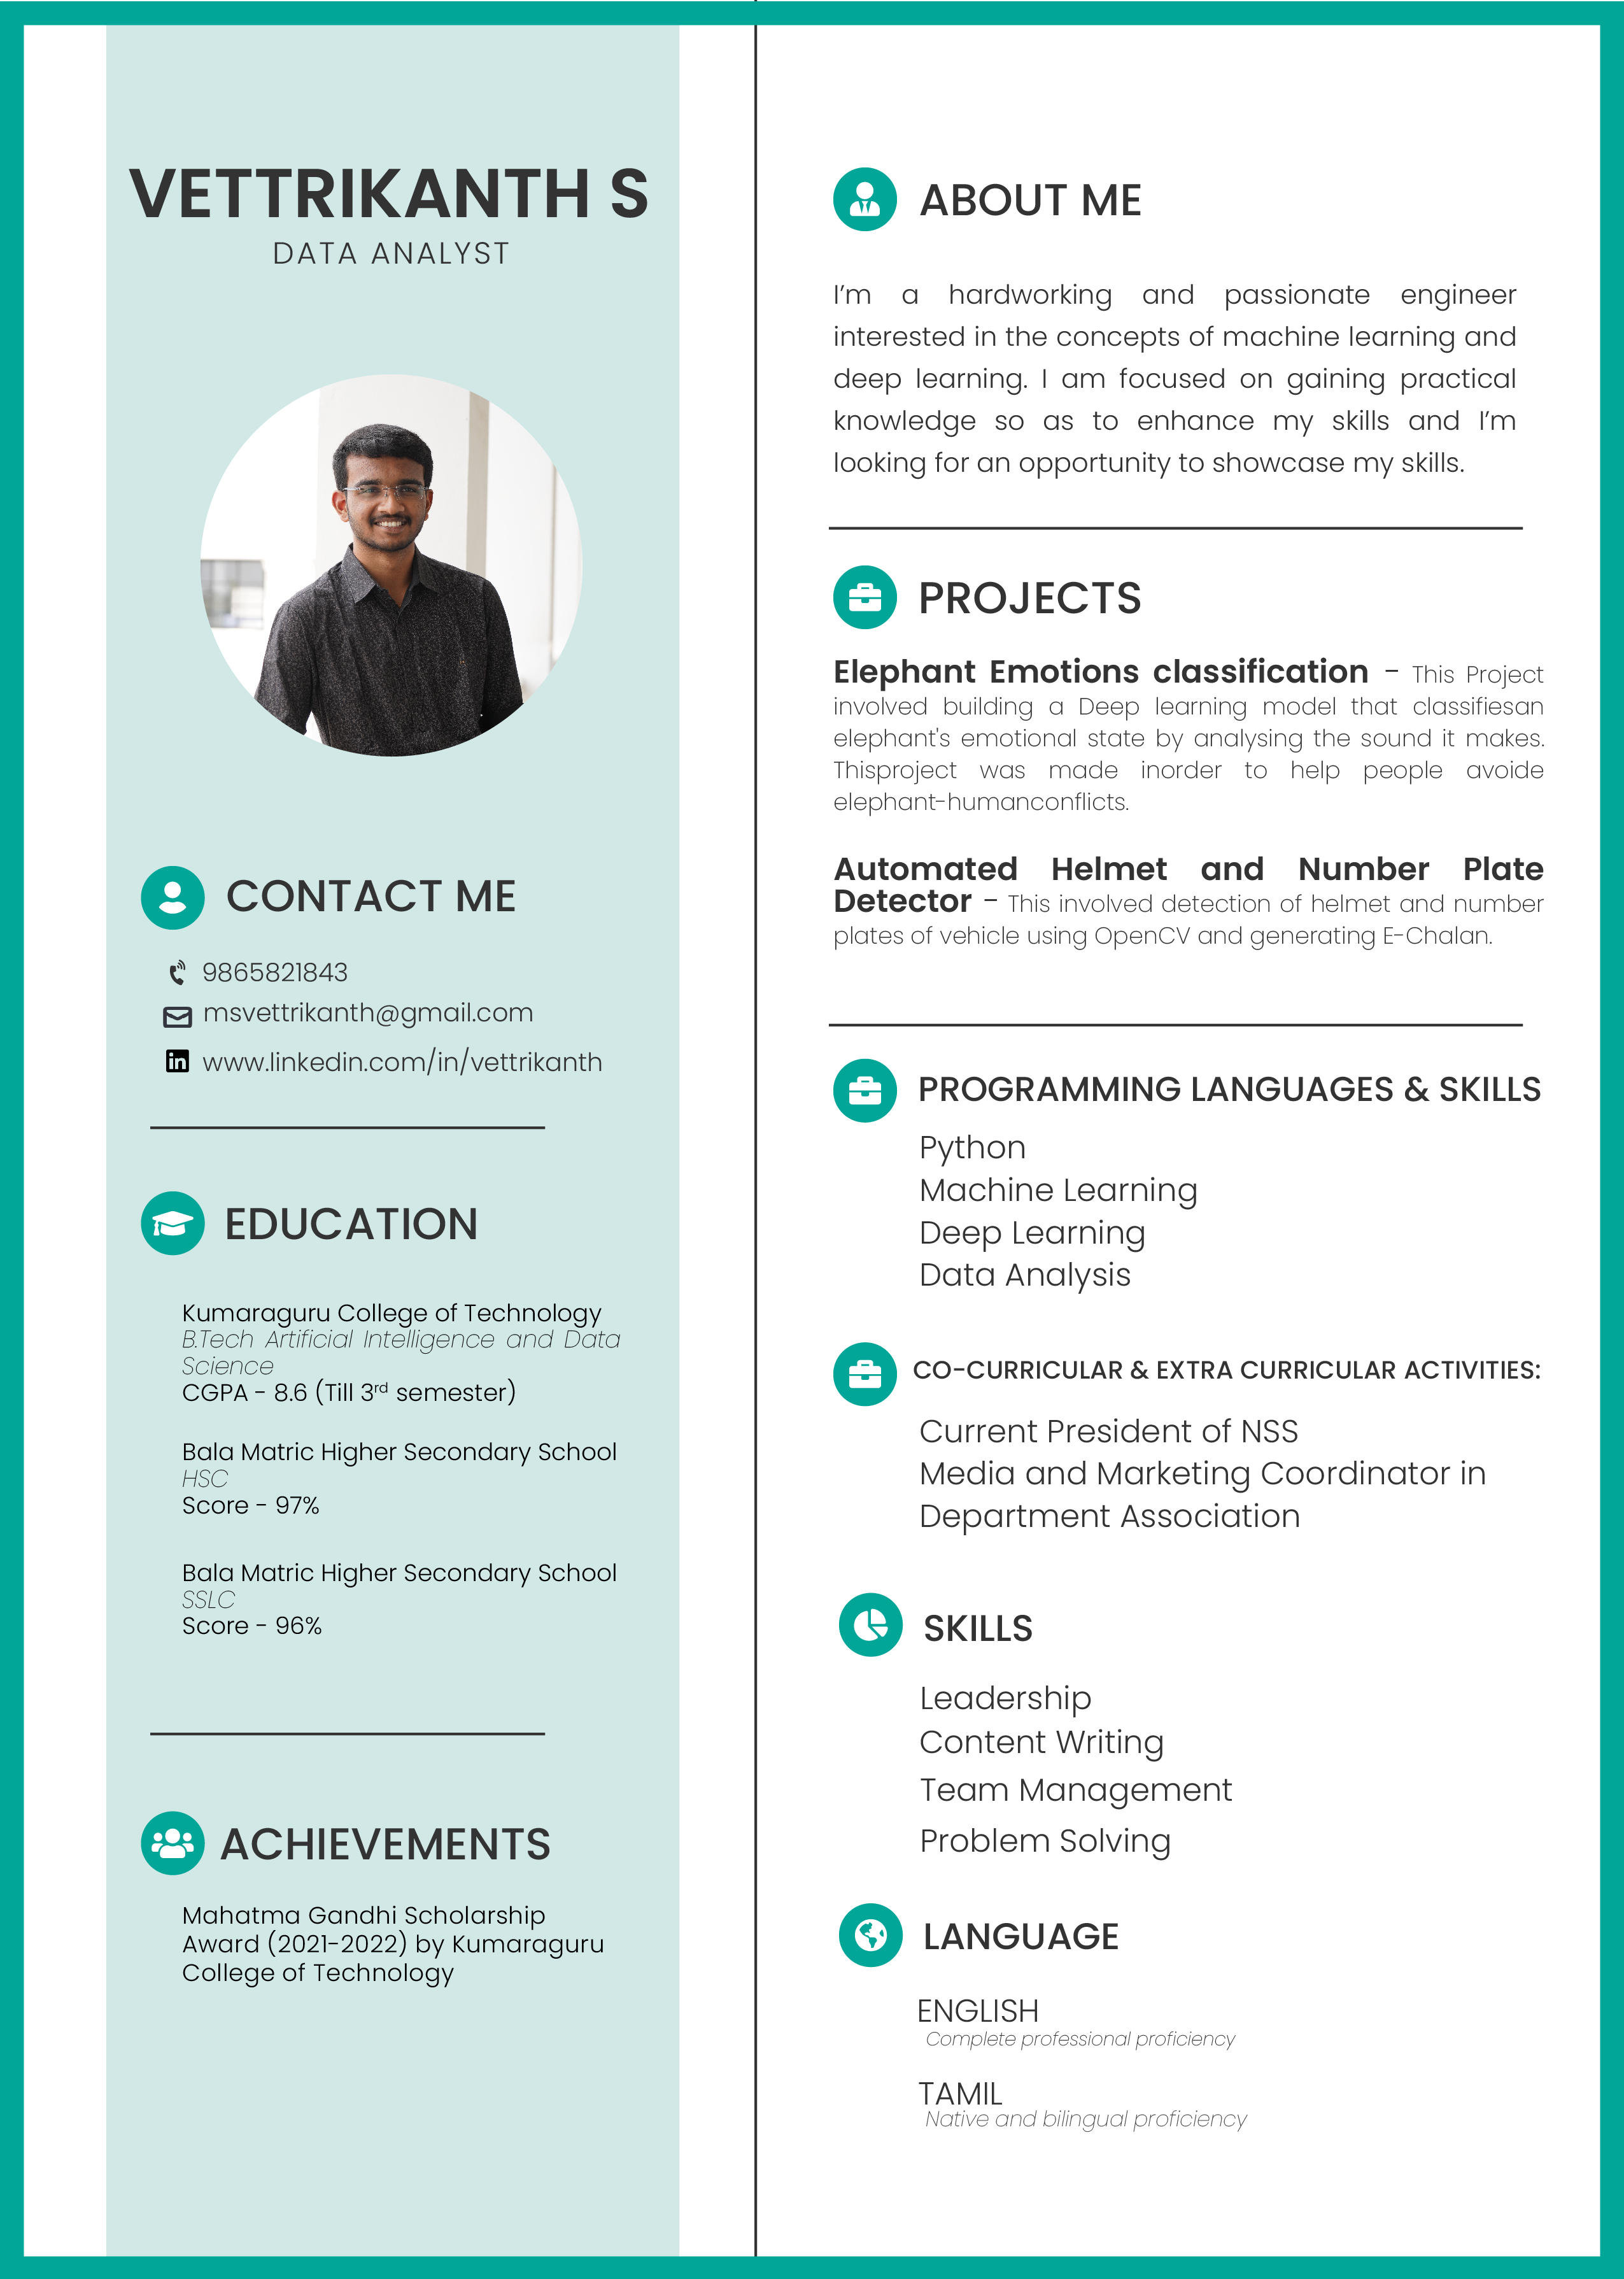 VETTRIKANTH S
DATA ANALYST
CONTACT ME
9865821843
msvettrikanth@gmail.com
in www.linkedin.com/in/vettrikanth
EDUCATION
Kumaraguru College of Technology
B.Tech Artificial Intelligence and Data
Science
CGPA - 8.6 (Till 3rd semester)
Bala Matric Higher Secondary School
HSC
Score - 97%
Bala Matric Higher Secondary School
SSLC
Score - 96%
ACHIEVEMENTS
Mahatma Gandhi Scholarship
Award (2021-2022) by Kumaraguru
College of Technology
ABOUT ME
I’m a hardworking and passionate engineer
interested in the concepts of machine learning and
deep learning. I am focused on gaining practical
knowledge so as to enhance my skills and I’m
looking for an opportunity to showcase my skills.
PROJECTS
Elephant Emotions classification - This Project
involved building a Deep learning model that classifiesan
elephant's emotional state by analysing the sound it makes.
Thisproject was made inorder to help people avoide
elephant-humanconflicts.
Automated Helmet and Number Plate
Detector - This involved detection of helmet and number
plates of vehicle using OpenCV and generating E-Chalan.
PROGRAMMING LANGUAGES & SKILLS
Python
Machine Learning
Deep Learning
Data Analysis
CO-CURRICULAR & EXTRA CURRICULAR ACTIVITIES:
Current President of NSS
Media and Marketing Coordinator in
Department Association
SKILLS
Leadership
Content Writing
Team Management
Problem Solving
LANGUAGE
ENGLISH
Complete professional proficiency
TAMIL
Native and bilingual proficiency